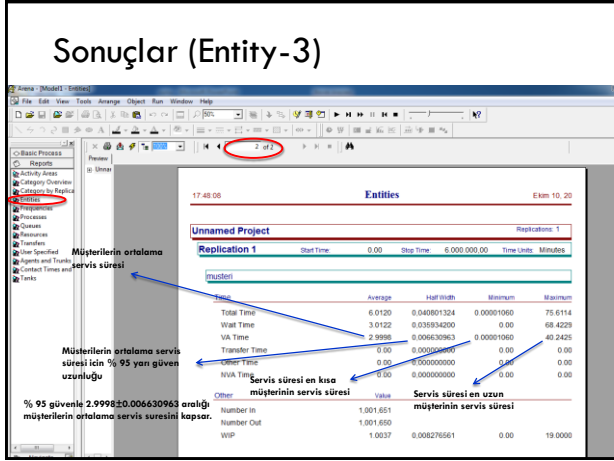 Sonuçlar (Entity-3)
Arena - [Model1 - Entities]
File Edit View Tools Arrange Object Run Window Help
50%
100%
2 of 2
Basic Process
Reports
Activity Areas
Category Overview
Category by Replica
Entities
Frequencies
Processes
Queues
Resources
Transfers
User Specified
Agents and Trunks
Contact Times and
Tanks
Preview
Unnar
17:48:08 Entities Ekim 10, 20
Unnamed Project Replications: 1
Replication 1 Start Time: 0.00 Stop Time: 6.000.000,00 Time Units: Minutes
musteri
Time Average Half Width Minimum Maximum
Total Time 6.0120 0,040801324 0.00001060 75.6114
Wait Time 3.0122 0,035934200 0.00 68.4229
VA Time 2.9998 0,006630963 0.00001060 40.2425
Transfer Time 0.00 0,000000000 0.00 0.00
Other Time 0.00 0,000000000 0.00 0.00
NVA Time 0.00 0,000000000 0.00 0.00
Other Value
Number In 1,001,651
Number Out 1,001,650
WIP 1.0037 0,008276561 0.00 19.0000
Müşterilerin ortalama
servis süresi
Müşterilerin ortalama servis
süresi icin % 95 yarı güven
uzunluğu
Servis süresi en kısa
müşterinin servis süresi
Servis süresi en uzun
müşterinin servis süresi
% 95 güvenle 2.9998±0.006630963 aralığı
müşterilerin ortalama servis suresini kapsar.